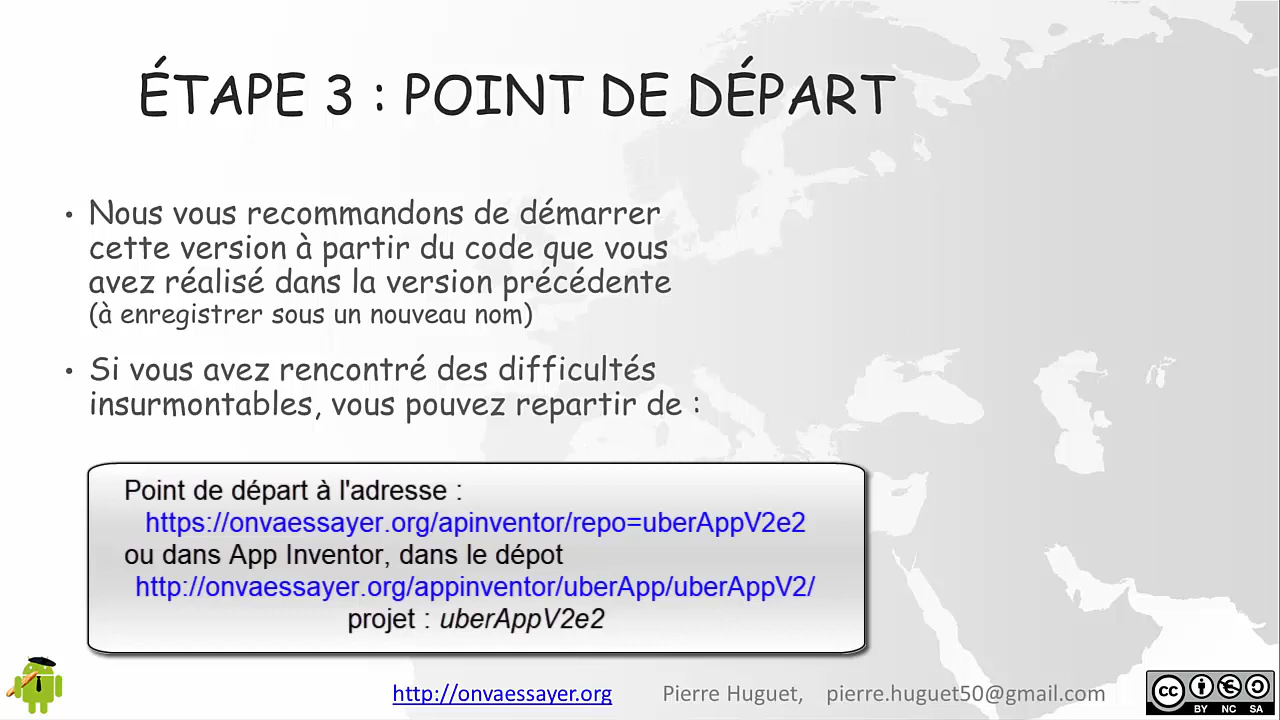 ÉTAPE 3 : POINT DE DÉPART
• Nous vous recommandons de démarrer
cette version à partir du code que vous
avez réalisé dans la version précédente
(à enregistrer sous un nouveau nom)
• Si vous avez rencontré des difficultés
insurmontables, vous pouvez repartir de :
Point de départ à l'adresse :
https://onvaessayer.org/apinventor/repo=uberAppV2e2
ou dans App Inventor, dans le dépot
http://onvaessayer.org/appinventor/uberApp/uberAppV2/
projet : uberAppV2e2
http://onvaessayer.org Pierre Huguet, pierre.huguet50@gmail.com
cc
BY NC SA